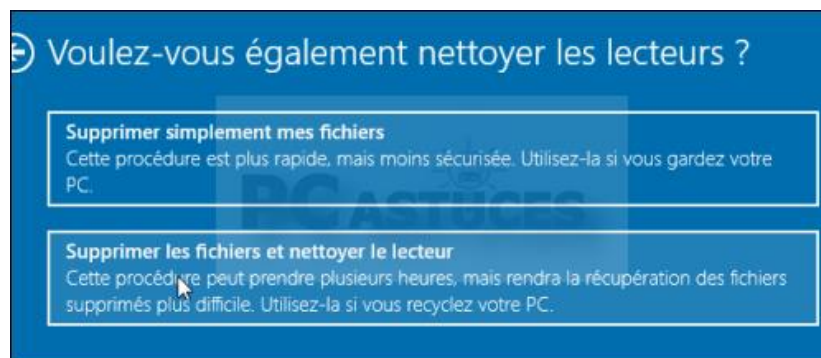 Voulez-vous également nettoyer les lecteurs ?
Supprimer simplement mes fichiers
Cette procédure est plus rapide, mais moins sécurisée. Utilisez-la si vous gardez votre
PC.
PC ASTUCES
Supprimer les fichiers et nettoyer le lecteur
Cette procédure peut prendre plusieurs heures, mais rendra la récupération des fichiers
supprimés plus difficile. Utilisez-la si vous recyclez votre PC.